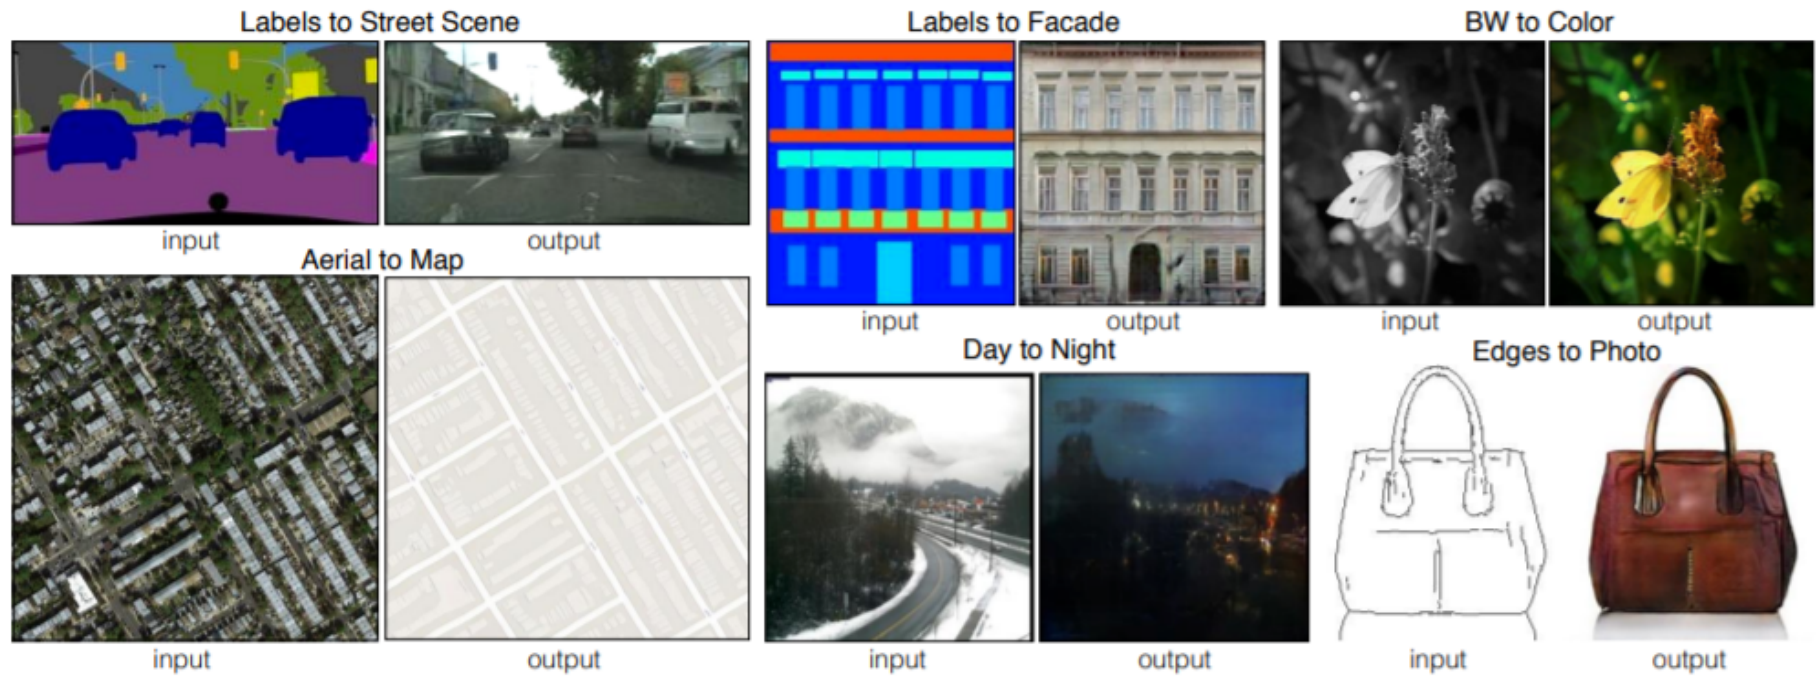 Labels to Street Scene
input
output
Aerial to Map
input
output
Labels to Facade
input
output
Day to Night
input
output
BW to Color
input
output
Edges to Photo
input
output